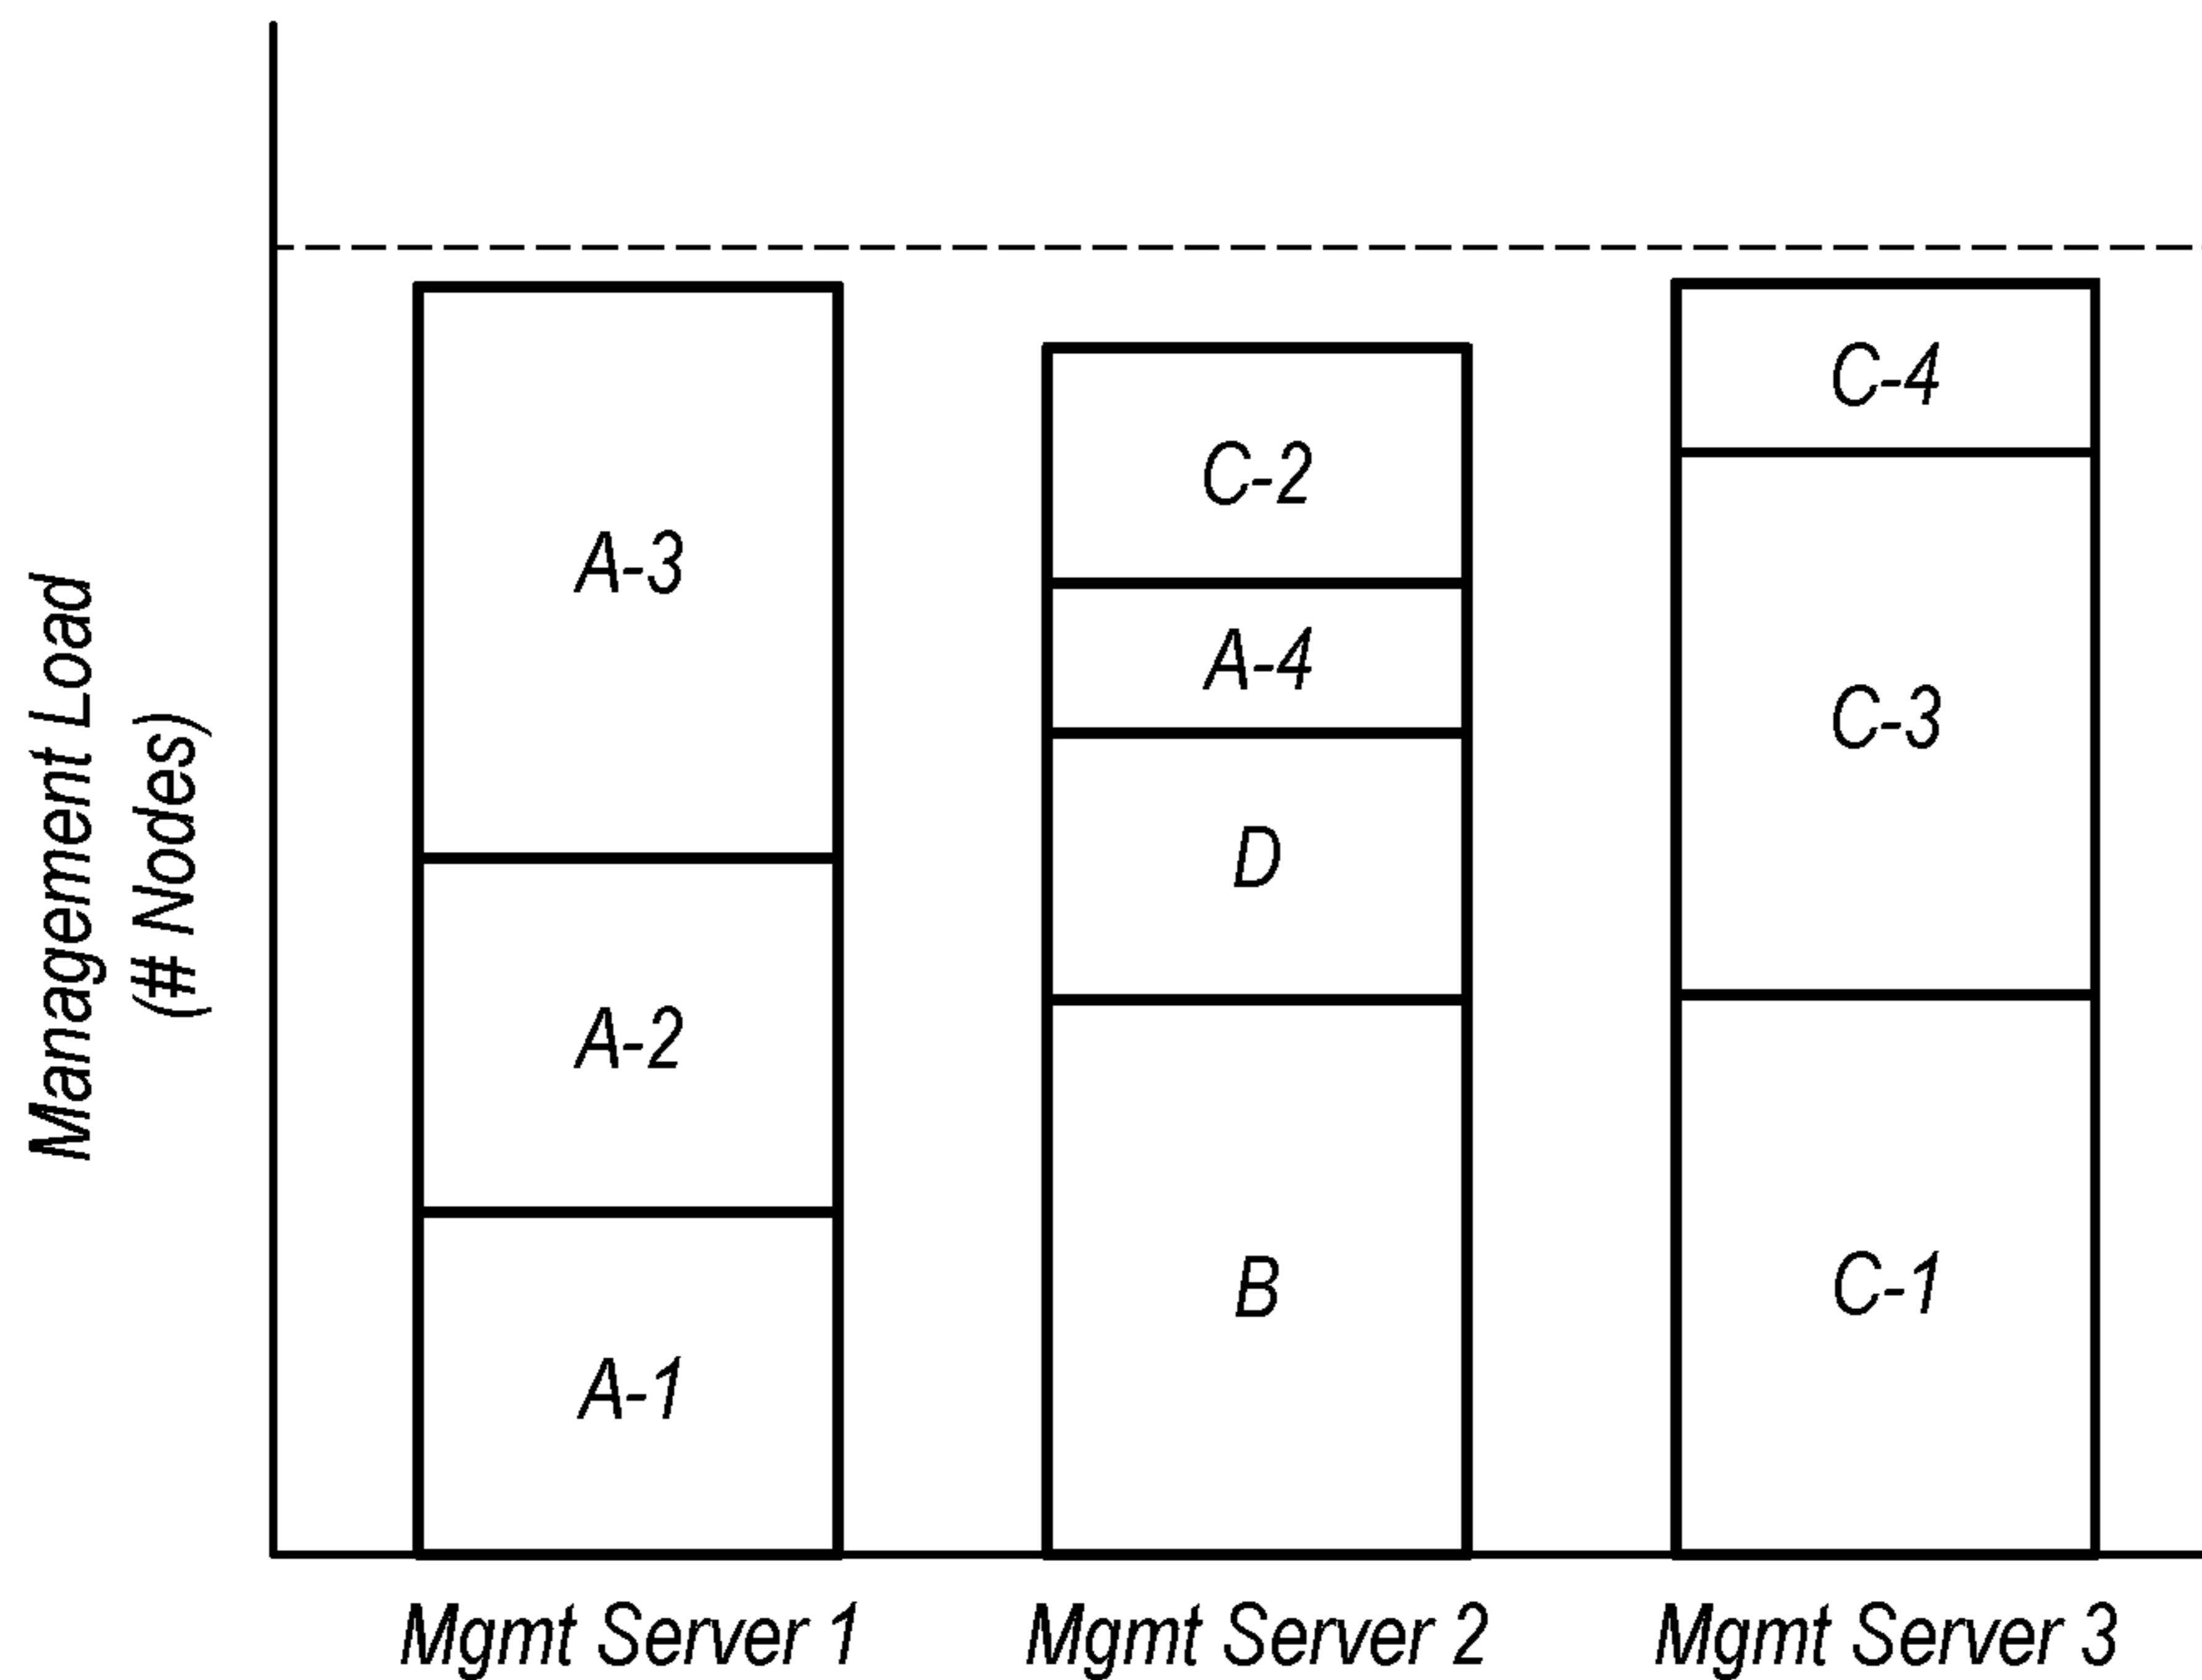 Management Load
(# Nodes)
A-3
A-2
A-1
C-2
A-4
D
B
C-4
C-3
C-1
Mgmt Server 1
Mgmt Server 2
Mgmt Server 3